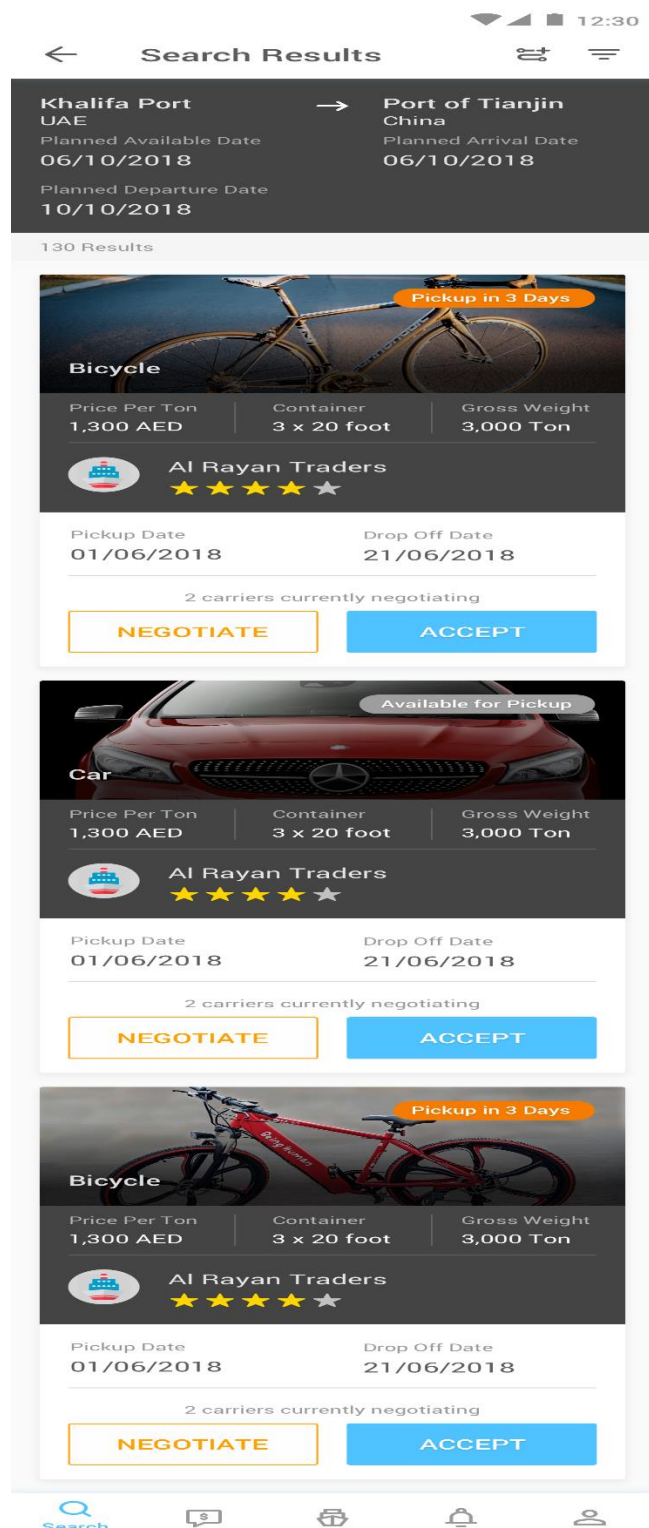 12:30
Search Results
Khalifa Port → Port of Tianjin
UAE China
Planned Available Date Planned Arrival Date
06/10/2018 06/10/2018
Planned Departure Date
10/10/2018
130 Results
Pickup in 3 Days
Bicycle
Price Per Ton Container Gross Weight
1,300 AED 3 x 20 foot 3,000 Ton
Al Rayan Traders
Pickup Date Drop Off Date
01/06/2018 21/06/2018
2 carriers currently negotiating
NEGOTIATE ACCEPT
Available for Pickup
Car
Price Per Ton Container Gross Weight
1,300 AED 3 x 20 foot 3,000 Ton
Al Rayan Traders
Pickup Date Drop Off Date
01/06/2018 21/06/2018
2 carriers currently negotiating
NEGOTIATE ACCEPT
Pickup in 3 Days
Being Human
Bicycle
Price Per Ton Container Gross Weight
1,300 AED 3 x 20 foot 3,000 Ton
Al Rayan Traders
Pickup Date Drop Off Date
01/06/2018 21/06/2018
2 carriers currently negotiating
NEGOTIATE ACCEPT
$
Search